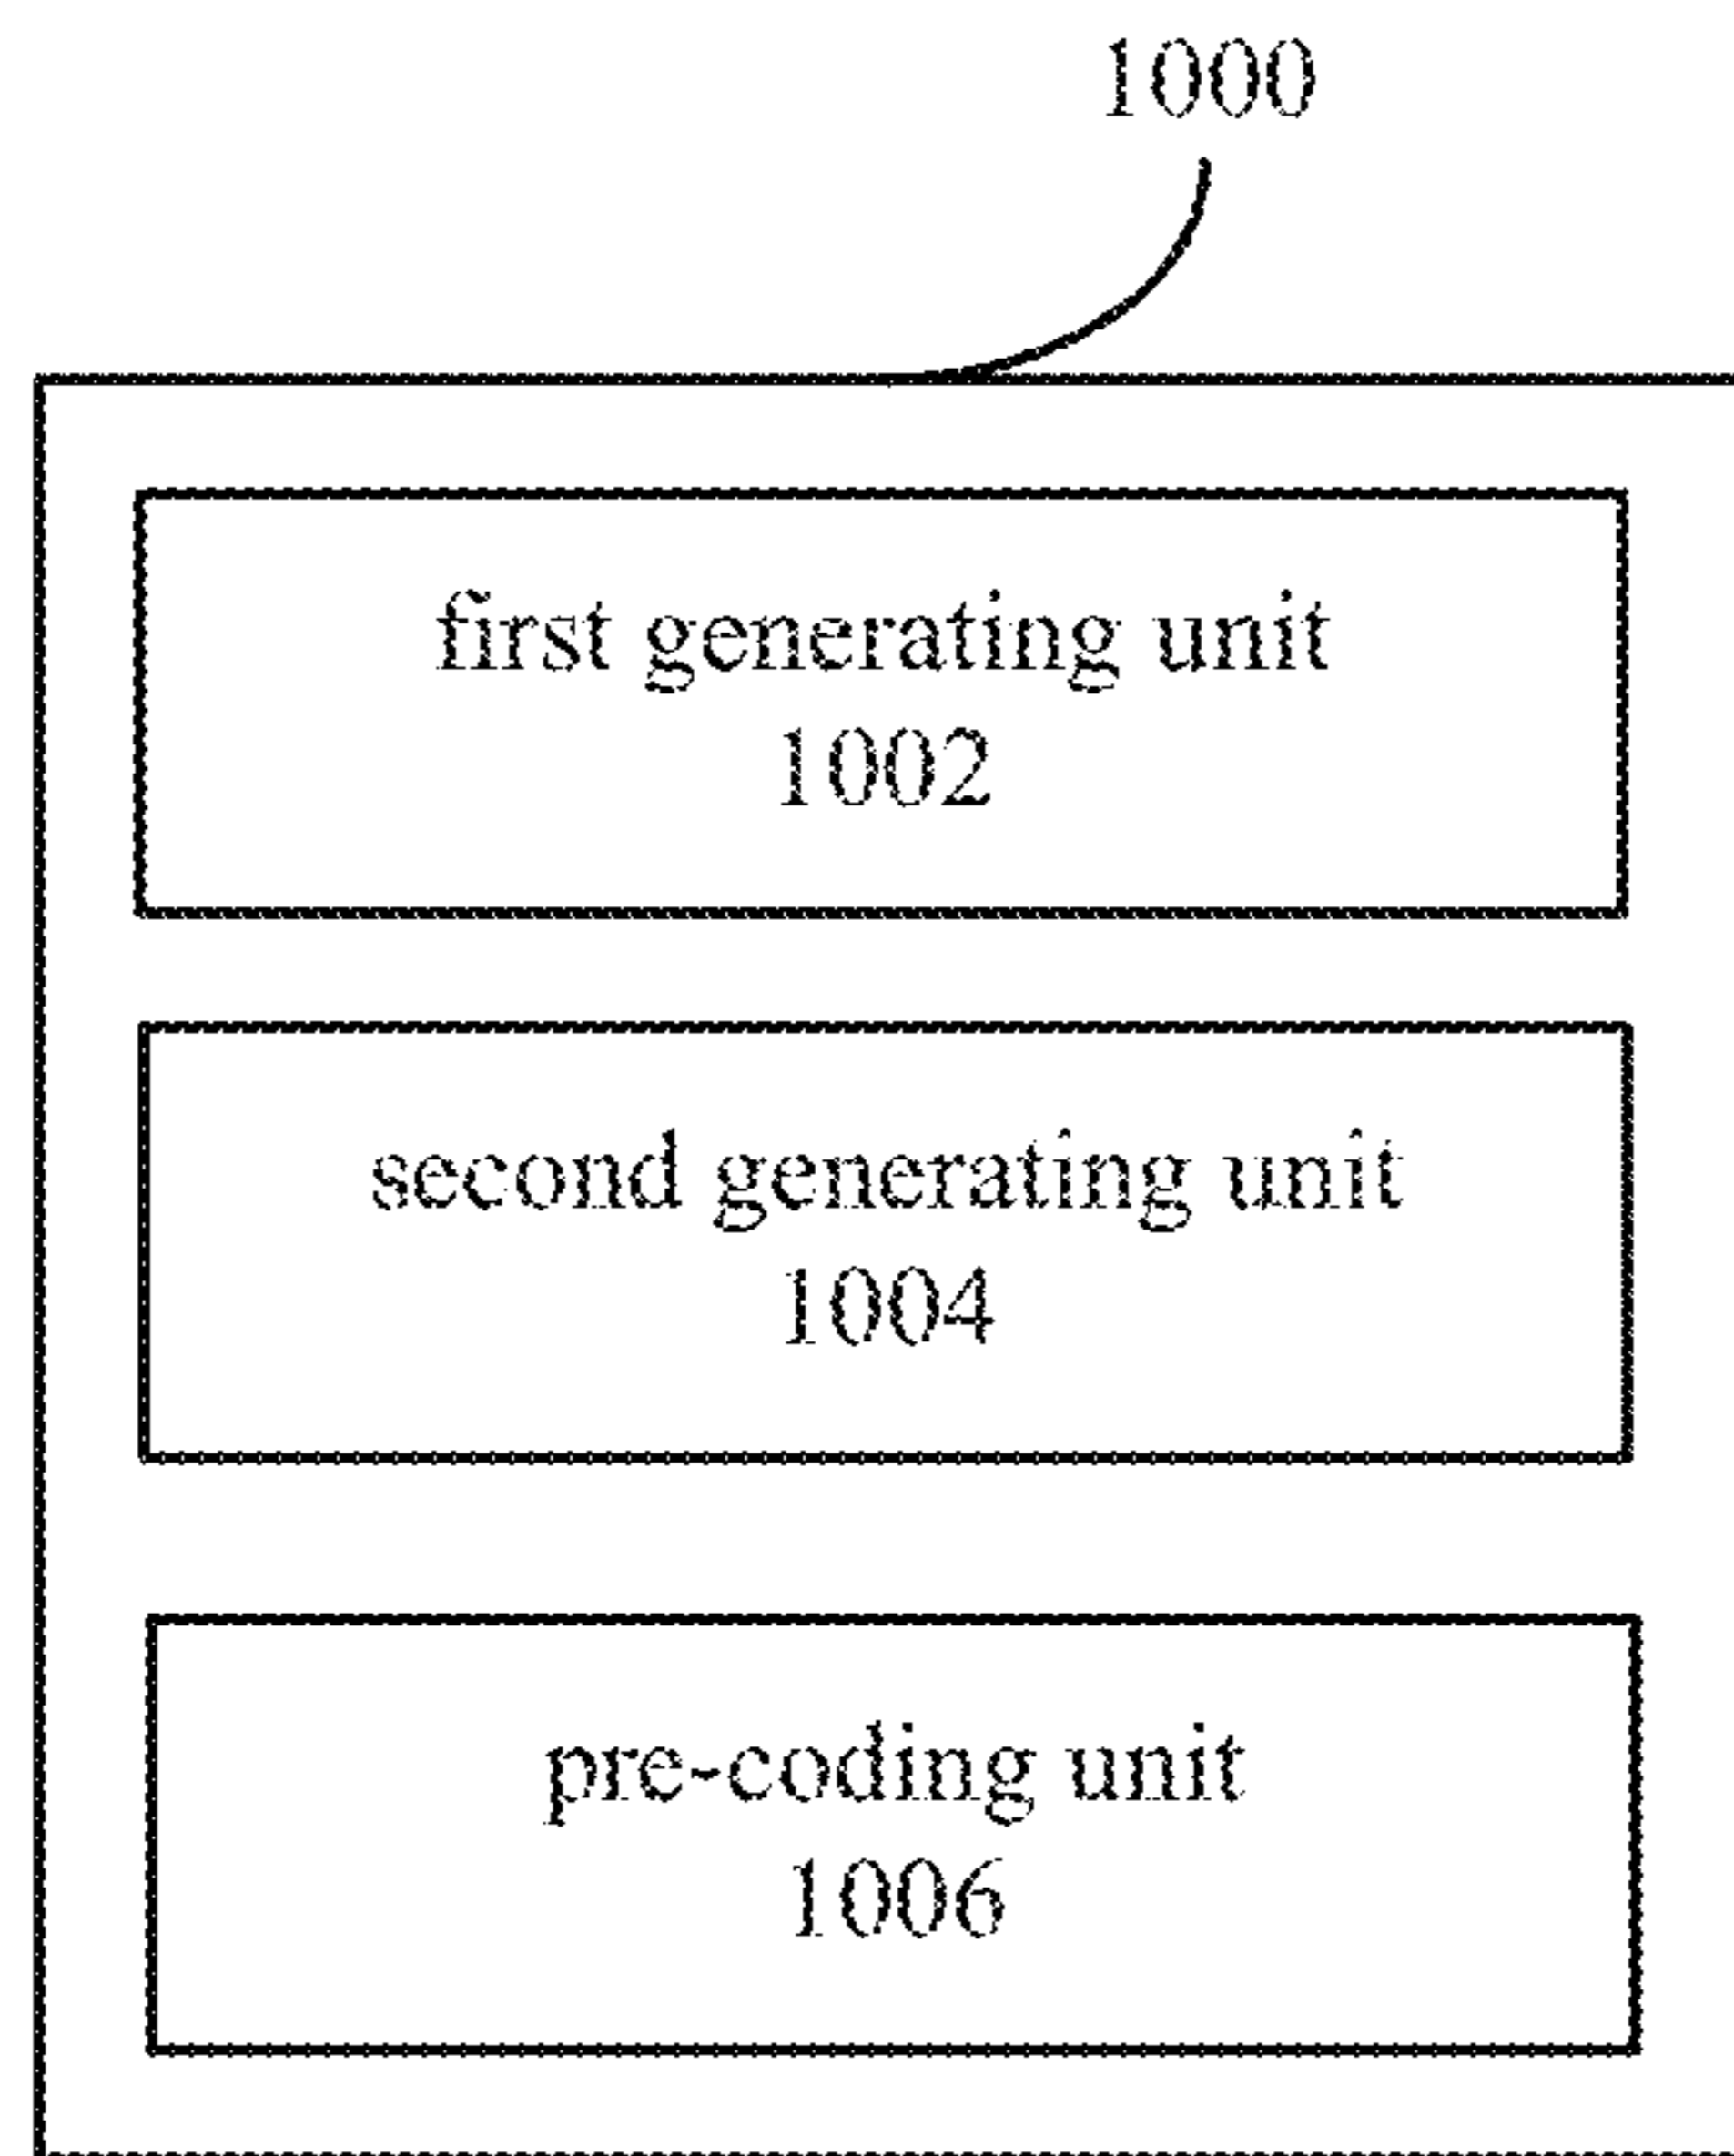 1000
first generating unit
1002
second generating unit
1004
pre-coding unit
1006